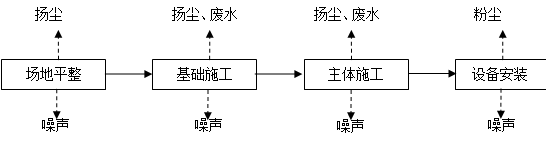 扬尘 扬尘、废水 扬尘、废水 粉尘
场地平整 基础施工 主体施工 设备安装
噪声 噪声 噪声 噪声